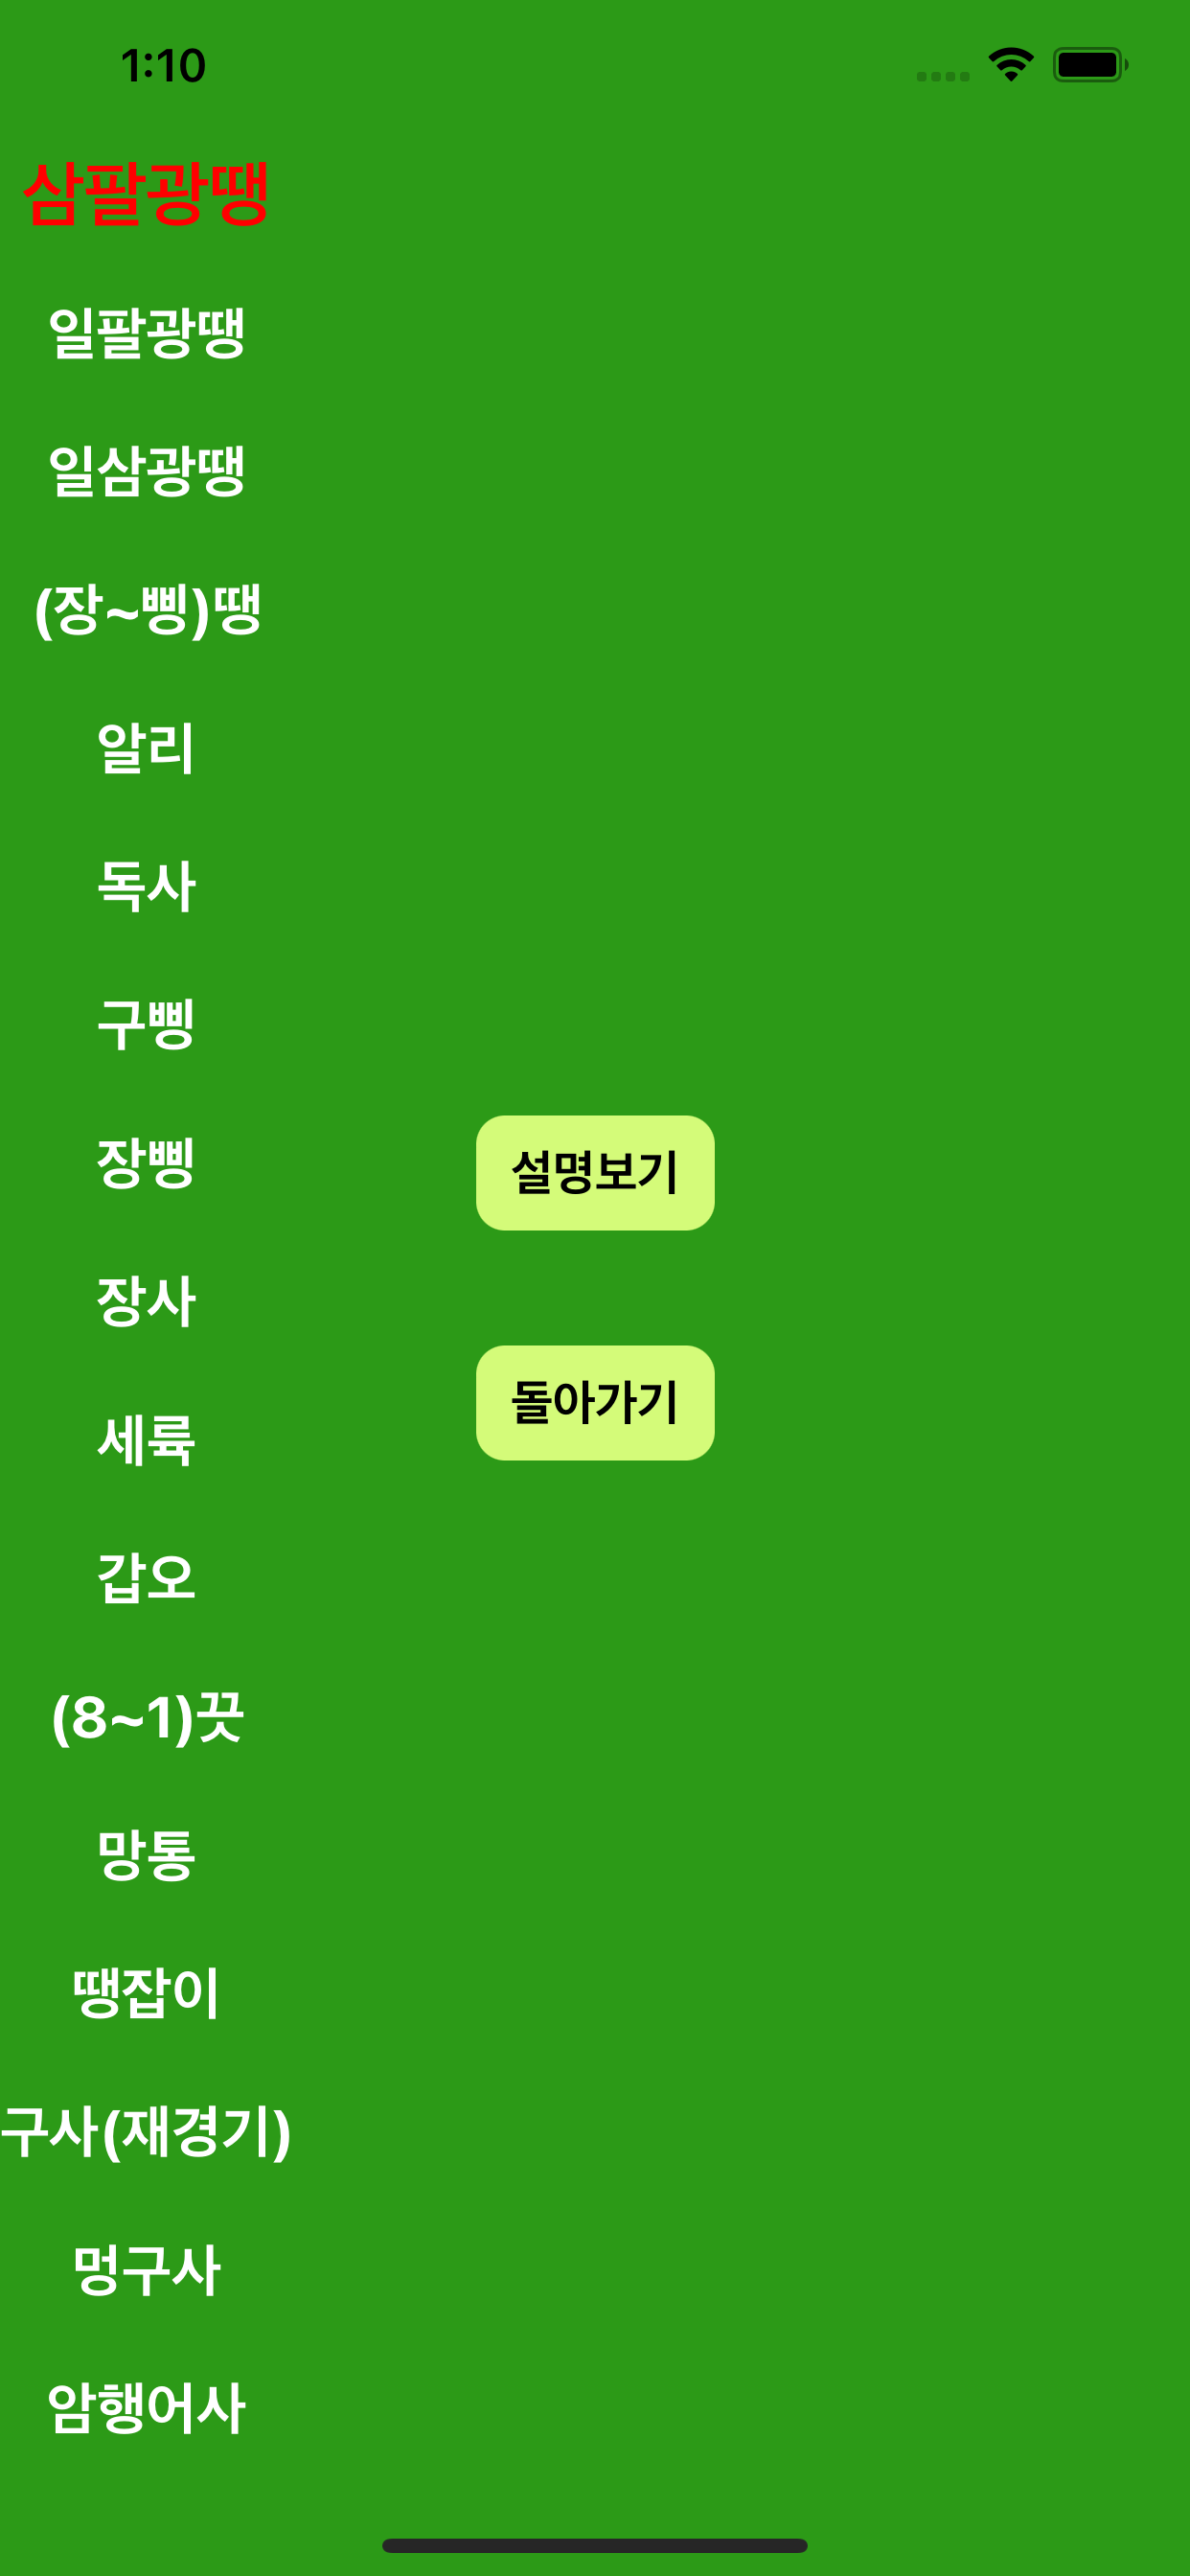 1:10
삼팔광땡
일팔광땡
일삼광땡
(장~삥)땡
알리
독사
구삥
장삥
설명보기
장사
돌아가기
세륙
갑오
(8~1)끗
망통
땡잡이
구사(재경기)
멍구사
암행어사